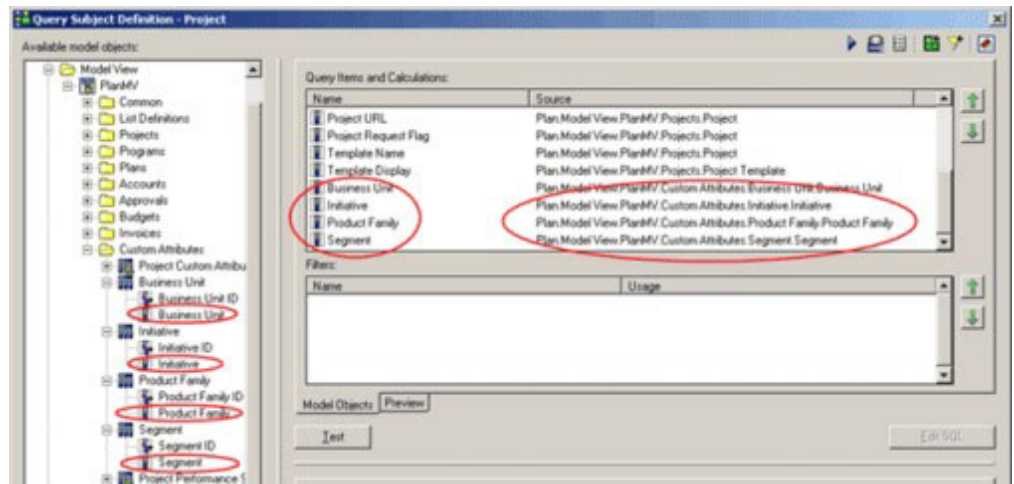 Query Subject Definition - Project
Available model objects:
Model View
PlanMV
Common
List Definitions
Projects
Programs
Plans
Accounts
Approvals
Budgets
Invoices
Custom Attributes
Project Custom Attribu
Business Unit
Business Unit ID
Business Unit
Initiative
Initiative ID
Initiative
Product Family
Product Family ID
Product Family
Segment
Segment ID
Segment
Project Performance S
Query Items and Calculations:
Name Source
Project URL Plan.Model View.PlanMV.Projects.Project
Project Request Flag Plan.Model View.PlanMV.Projects.Project
Template Name Plan.Model View.PlanMV.Projects.Project
Template Display Plan.Model View.PlanMV.Projects.Project Template
Business Unit Plan.Model View.PlanMV.Custom Attributes.Business Unit.Business Unit
Initiative Plan.Model View.PlanMV.Custom Attributes.Initiative.Initiative
Product Family Plan.Model View.PlanMV.Custom Attributes.Product Family.Product Family
Segment Plan.Model View.PlanMV.Custom Attributes.Segment.Segment
Filters:
Name Usage
Model Objects Preview
Test Edit SQL